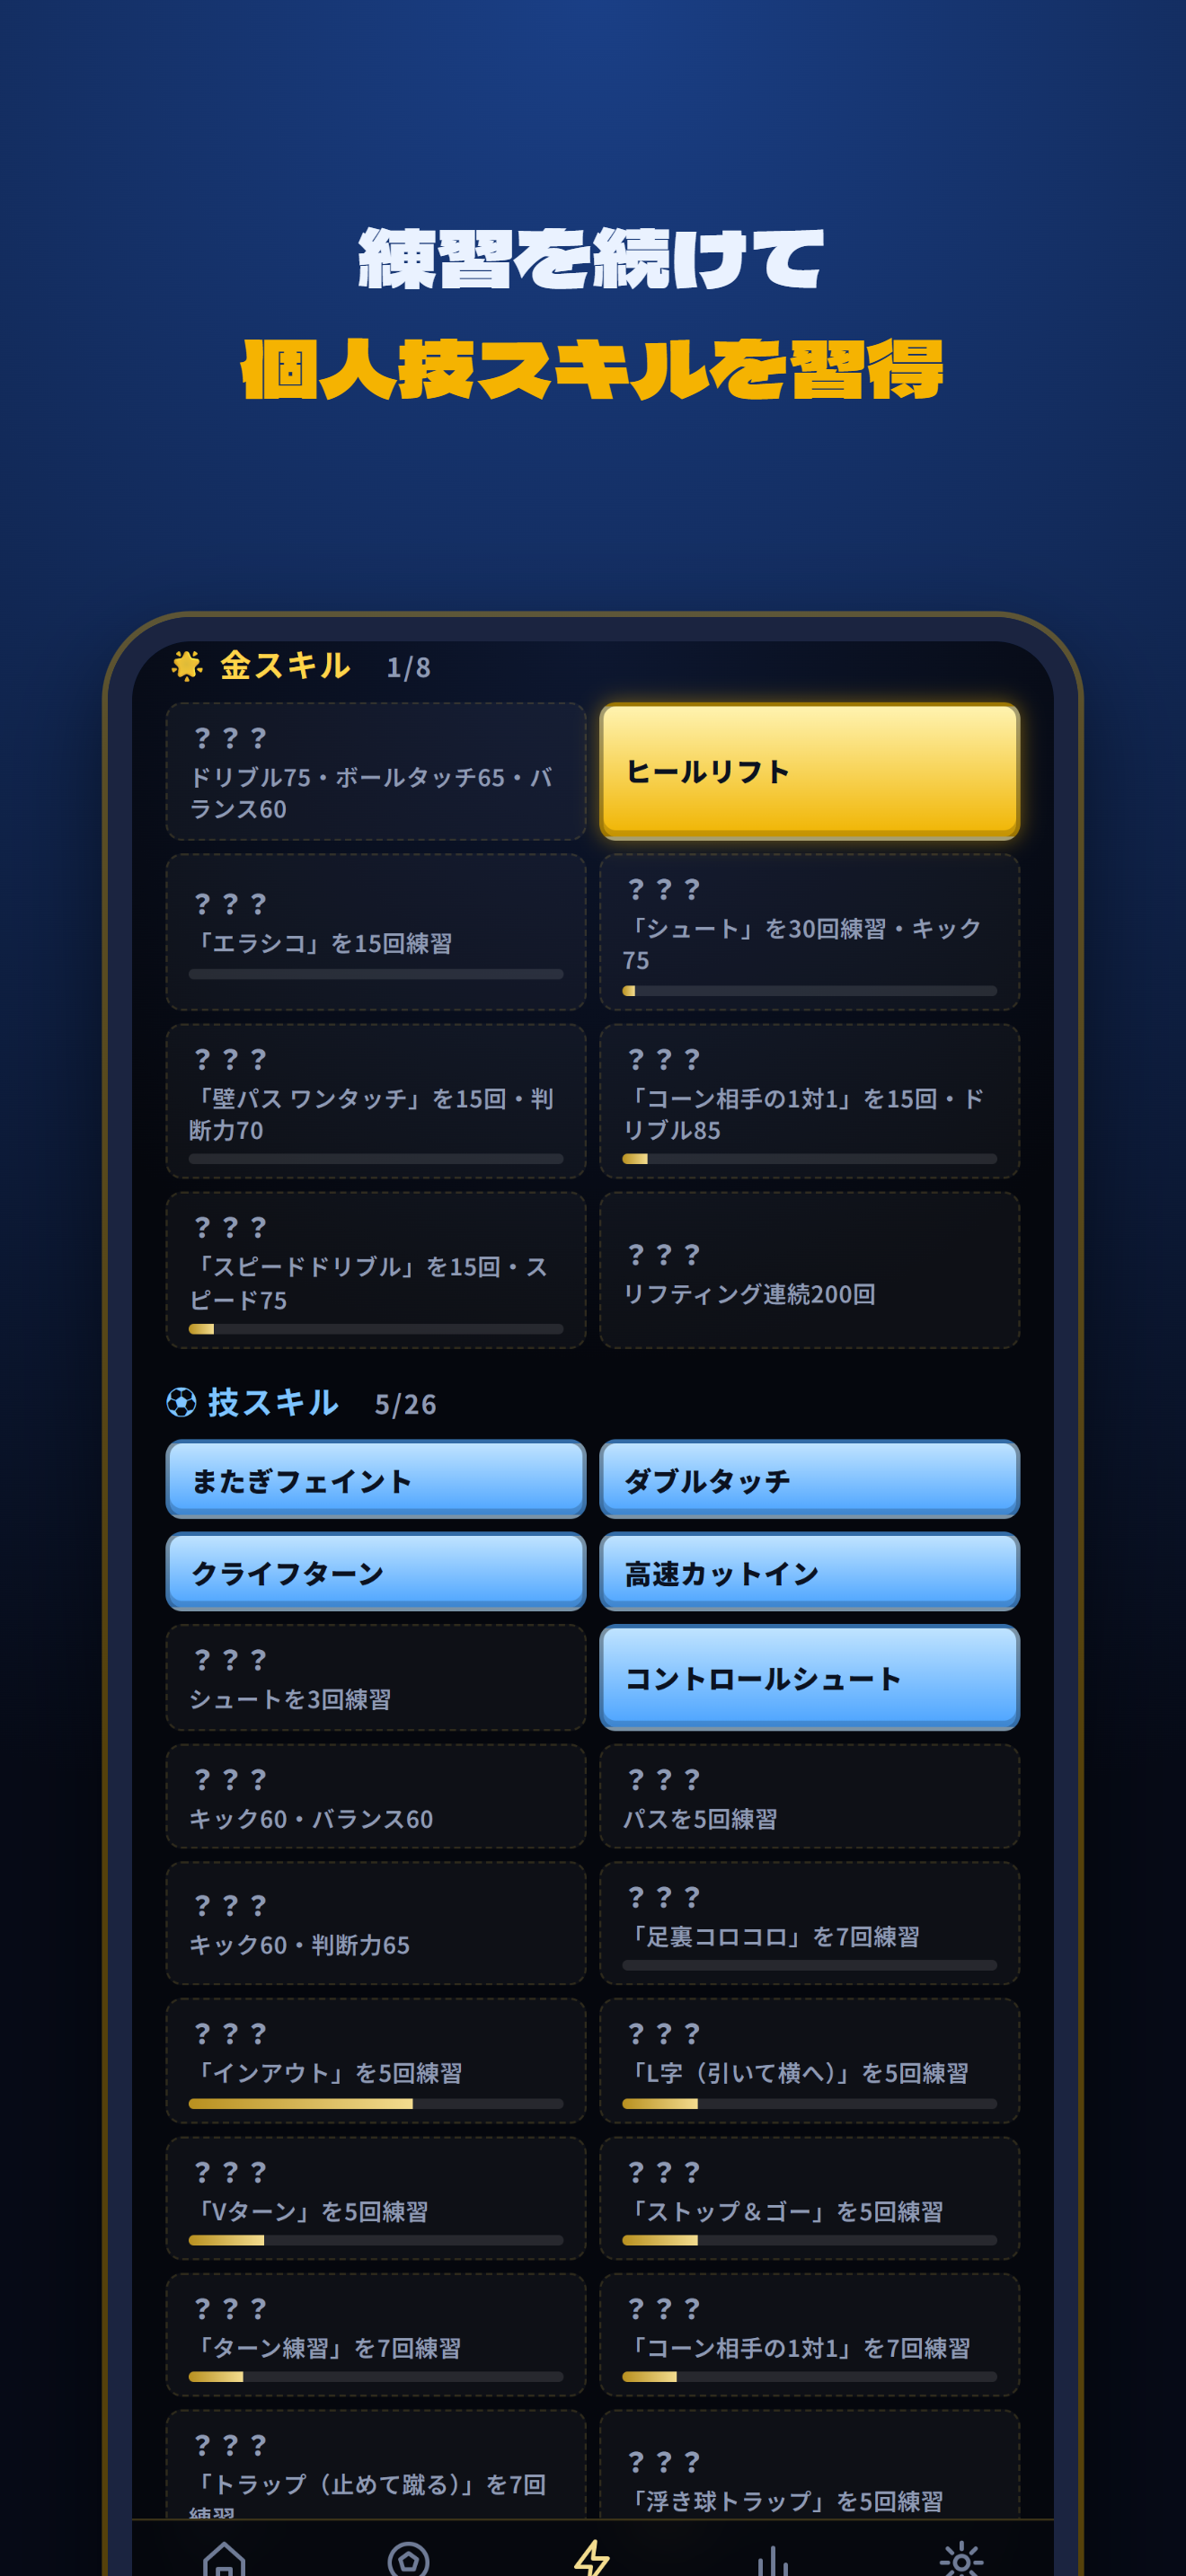 練習を続けて
個人技スキルを習得
金スキル 1/8
？？？
ドリブル75・ボールタッチ65・バ
ランス60
ヒールリフト
？？？
「エラシコ」を15回練習
？？？
「シュート」を30回練習・キック
75
？？？
「壁パス ワンタッチ」を15回・判
断力70
？？？
「コーン相手の1対1」を15回・ド
リブル85
？？？
「スピードドリブル」を15回・ス
ピード75
？？？
リフティング連続200回
技スキル 5/26
またぎフェイント
ダブルタッチ
クライフターン
高速カットイン
？？？
シュートを3回練習
コントロールシュート
？？？
キック60・バランス60
？？？
パスを5回練習
？？？
キック60・判断力65
？？？
「足裏コロコロ」を7回練習
？？？
「インアウト」を5回練習
？？？
「L字（引いて横へ）」を5回練習
？？？
「Vターン」を5回練習
？？？
「ストップ＆ゴー」を5回練習
？？？
「ターン練習」を7回練習
？？？
「コーン相手の1対1」を7回練習
？？？
「トラップ（止めて蹴る）」を7回
練習
？？？
「浮き球トラップ」を5回練習